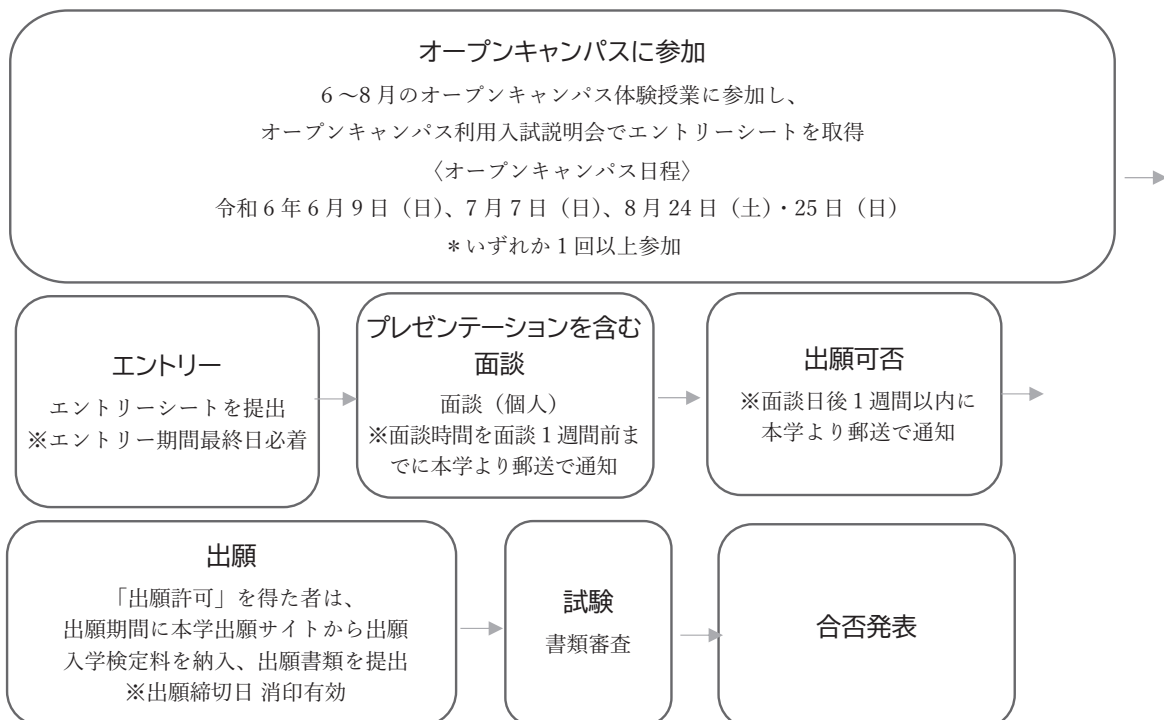 オープンキャンパスに参加
6～8月のオープンキャンパス体験授業に参加し、
オープンキャンパス利用入試説明会でエントリーシートを取得
〈オープンキャンパス日程〉
令和6年6月9日（日）、7月7日（日）、8月24日（土）・25日（日）
＊いずれか1回以上参加
エントリー
エントリーシートを提出
※エントリー期間最終日必着
プレゼンテーションを含む
面談
面談（個人）
※面談時間を面談1週間前ま
でに本学より郵送で通知
出願可否
※面談日後1週間以内に
本学より郵送で通知
出願
「出願許可」を得た者は、
出願期間に本学出願サイトから出願
入学検定料を納入、出願書類を提出
※出願締切日 消印有効
試験
書類審査
合否発表